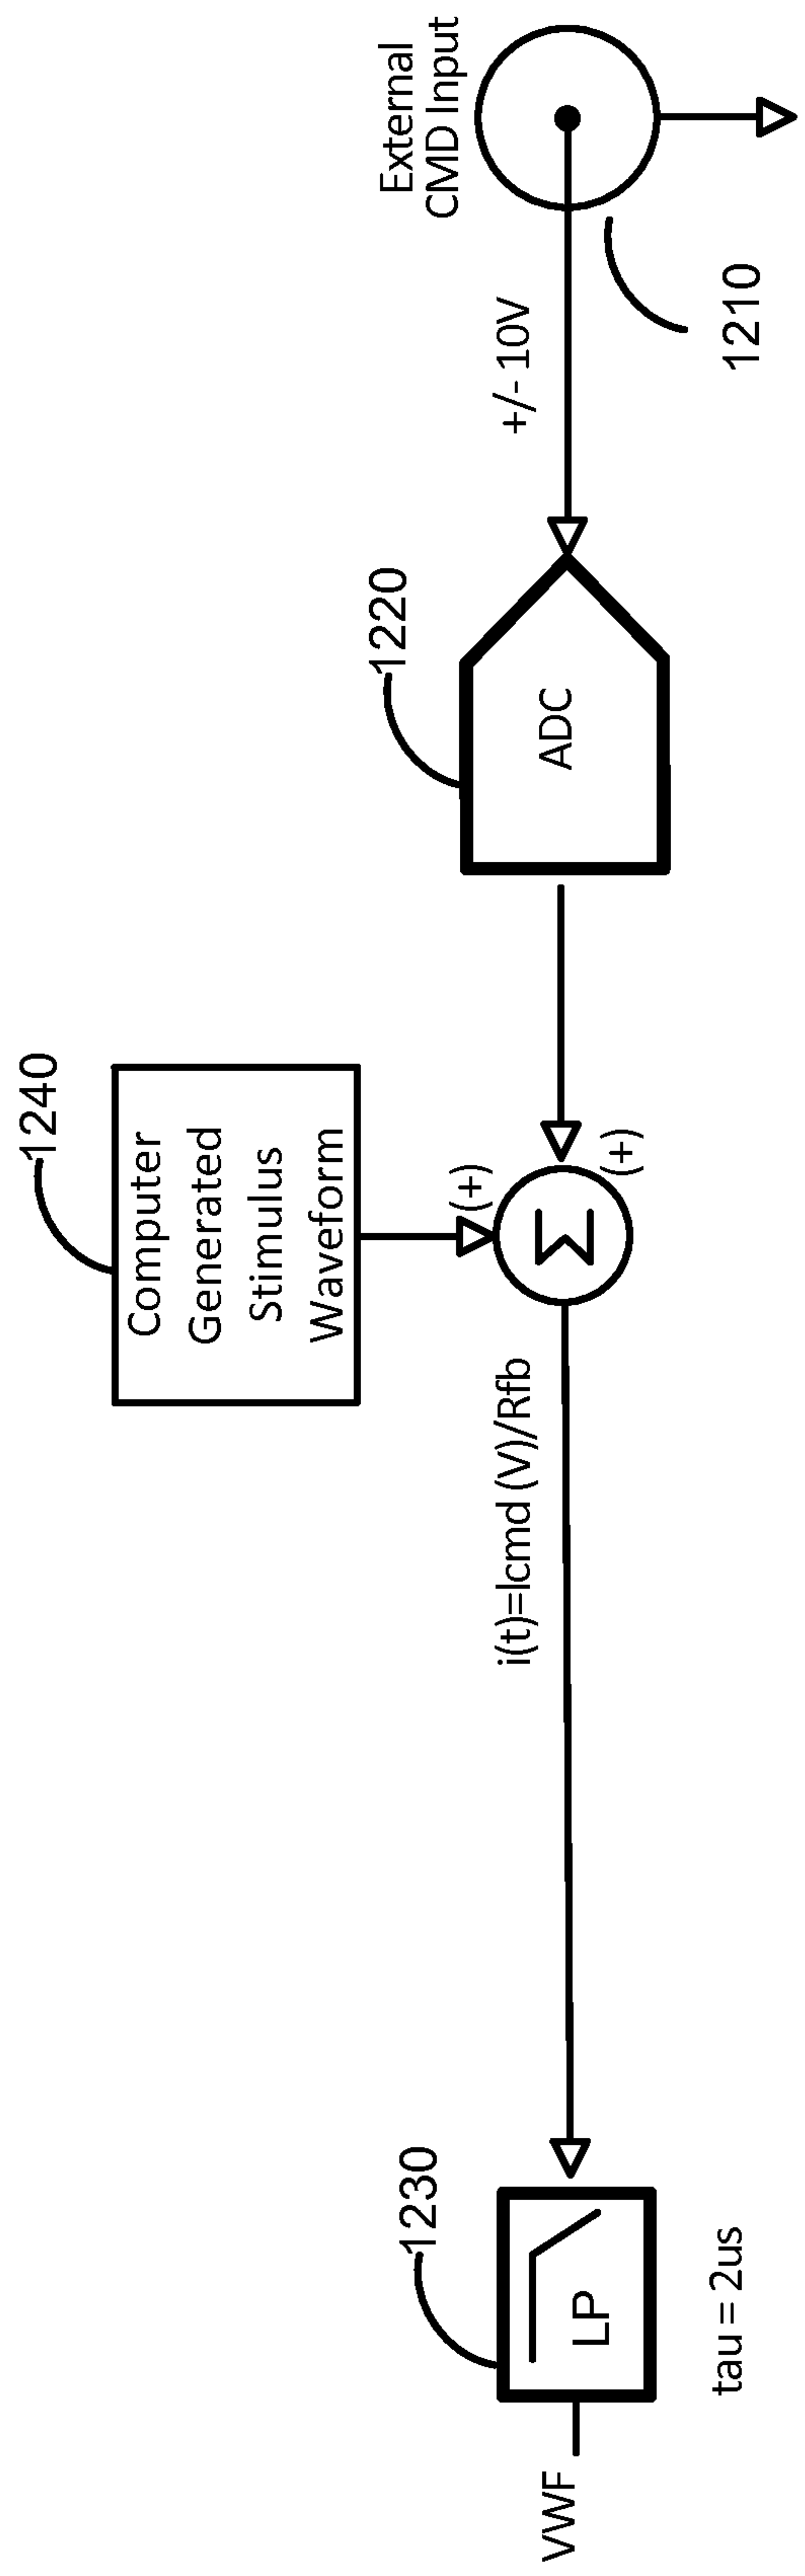 1240
Computer
Generated
Stimulus
Waveform
(+)
1230
LP
VWF
tau = 2us
i(t)=Icmd (V)/Rfb
Σ
(+)
1220
ADC
+/- 10V
External
CMD Input
1210